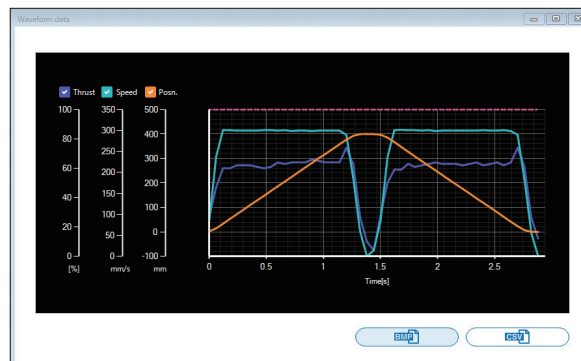 Waveform data
Thrust Speed Posn.
100 350 500
80 300 400
60 250 300
200 200
40 150 100
20 100 0
50
0 0 -100
[%] mm/s mm
0 0.5 1 1.5 2 2.5
Time[s]
BMP CSV